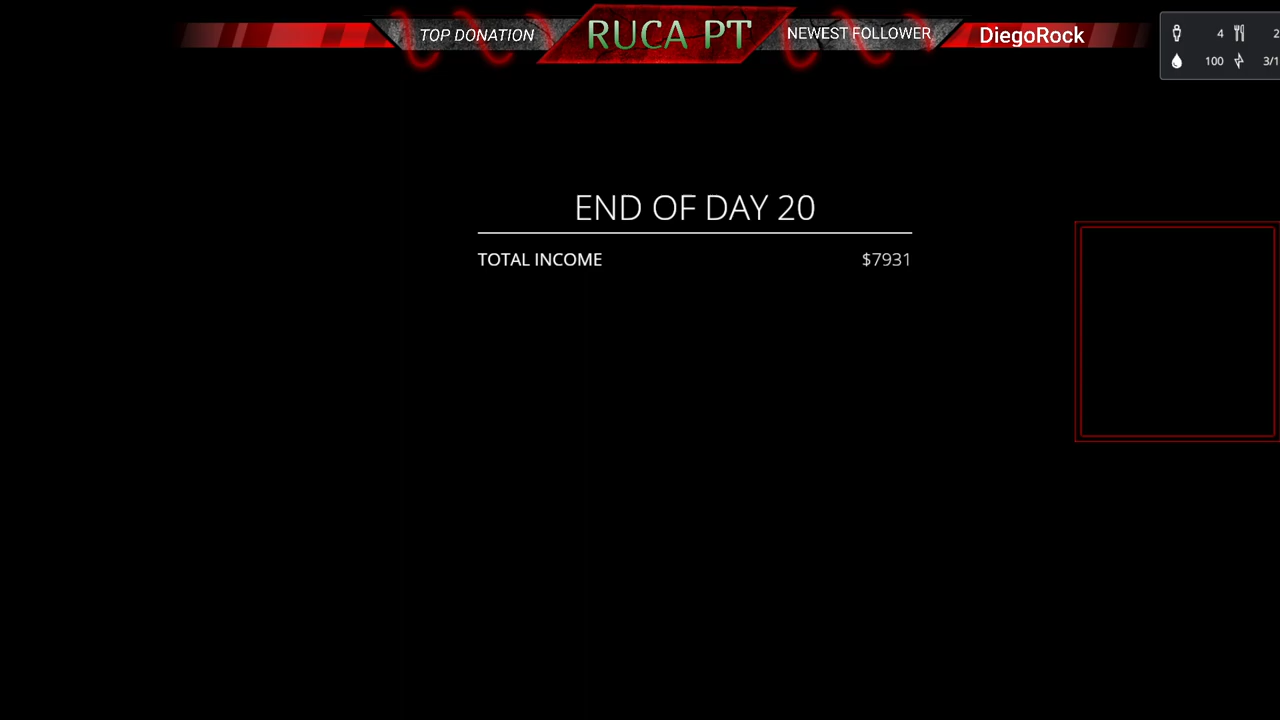 TOP DONATION
RUCA PT
NEWEST FOLLOWER
DiegoRock
4
2
100
3/1
END OF DAY 20
TOTAL INCOME $7931